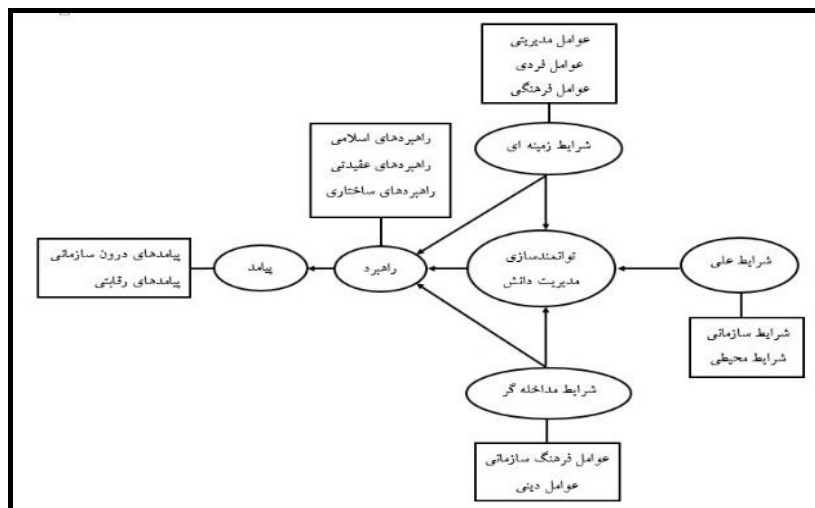 عوامل مدیریتی
عوامل فردی
عوامل فرهنگی
شرایط زمینه ای
راهبردهای اسلامی
راهبردهای عقیدتی
راهبردهای ساختاری
شرایط علی
شرایط سازمانی
شرایط محیطی
توانمندسازی
مدیریت دانش
راهبرد
پیامد
پیامدهای درون سازمانی
پیامدهای رقابتی
شرایط مداخله گر
عوامل فرهنگ سازمانی
عوامل دینی